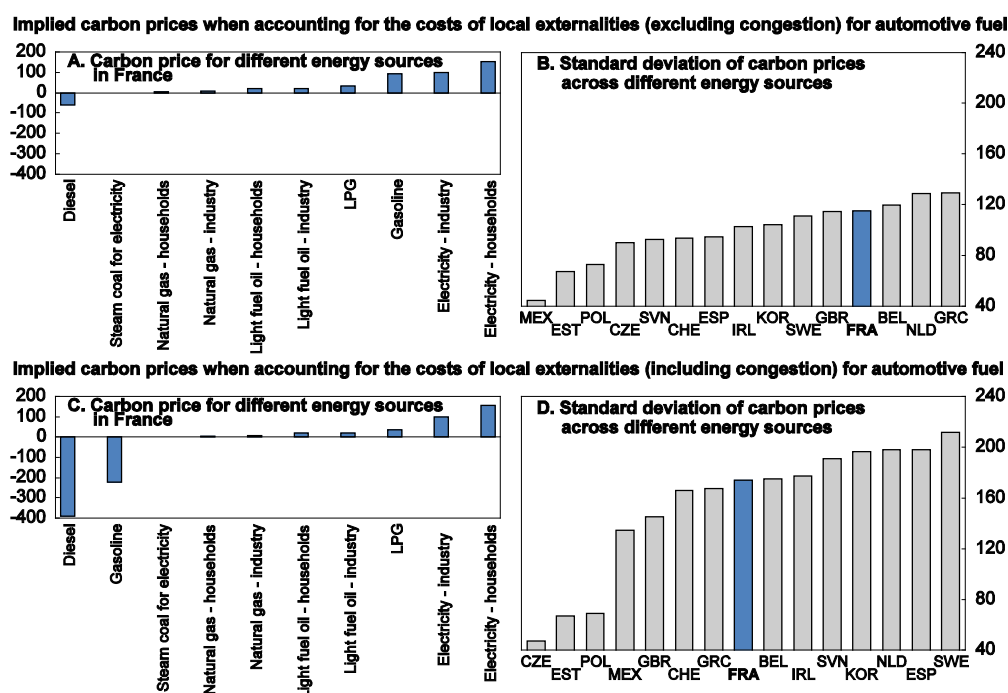 Implied carbon prices when accounting for the costs of local externalities (excluding congestion) for automotive fuel
A. Carbon price for different energy sources
in France
200
100
0
-100
-200
-300
-400
Diesel
Steam coal for electricity
Natural gas - households
Natural gas - industry
Light fuel oil - households
Light fuel oil - industry
LPG
Gasoline
Electricity - industry
Electricity - households
B. Standard deviation of carbon prices
across different energy sources
240
200
160
120
80
40
MEX
EST
POL
CZE
SVN
CHE
ESP
IRL
KOR
SWE
GBR
FRA
BEL
NLD
GRC
Implied carbon prices when accounting for the costs of local externalities (including congestion) for automotive fuel
C. Carbon price for different energy sources
in France
200
100
0
-100
-200
-300
-400
Diesel
Gasoline
Steam coal for electricity
Natural gas - households
Natural gas - industry
Light fuel oil - households
Light fuel oil - industry
LPG
Electricity - industry
Electricity - households
D. Standard deviation of carbon prices
across different energy sources
240
200
160
120
80
40
CZE
EST
POL
MEX
GBR
CHE
GRC
FRA
BEL
IRL
SVN
KOR
NLD
ESP
SWE